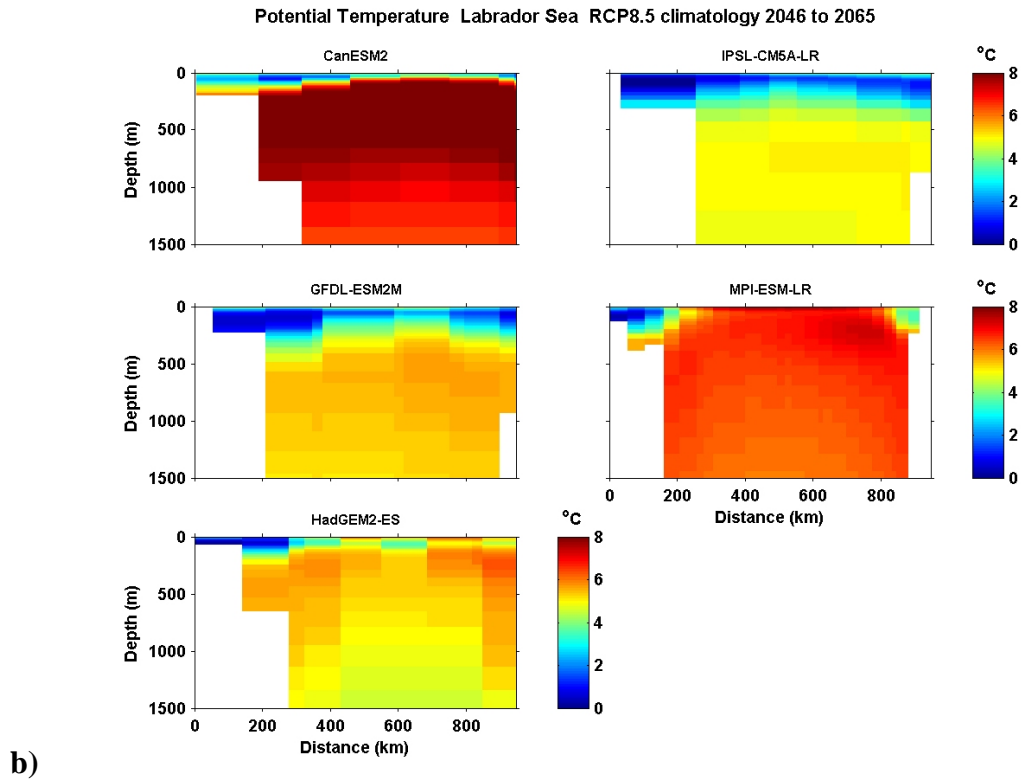 Potential Temperature Labrador Sea RCP8.5 climatology 2046 to 2065
CanESM2
0
500
1000
1500
Depth (m)
IPSL-CM5A-LR
°C
8
6
4
2
0
GFDL-ESM2M
0
500
1000
1500
Depth (m)
MPI-ESM-LR
0 200 400 600 800
Distance (km)
°C
8
6
4
2
0
HadGEM2-ES
0
500
1000
1500
Depth (m)
0 200 400 600 800
Distance (km)
°C
8
6
4
2
0
b)